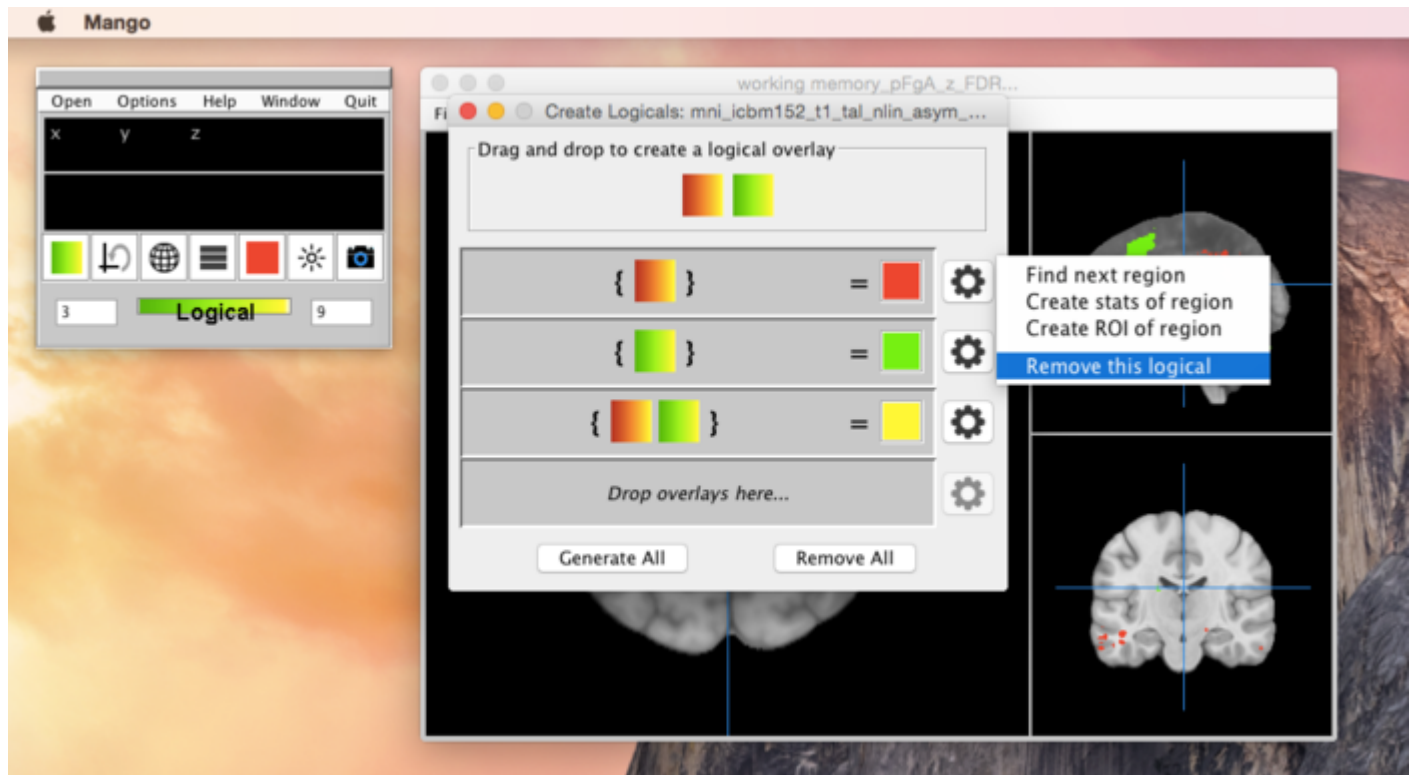 Mango
Open Options Help Window Quit
x y z
3 Logical 9
working memory_pFgA_z_FDR...
Fi
Create Logicals: mni_icbm152_t1_tal_nlin_asym_...
Drag and drop to create a logical overlay
{ } =
{ } =
{ } =
Drop overlays here...
Generate All Remove All
Find next region
Create stats of region
Create ROI of region
Remove this logical